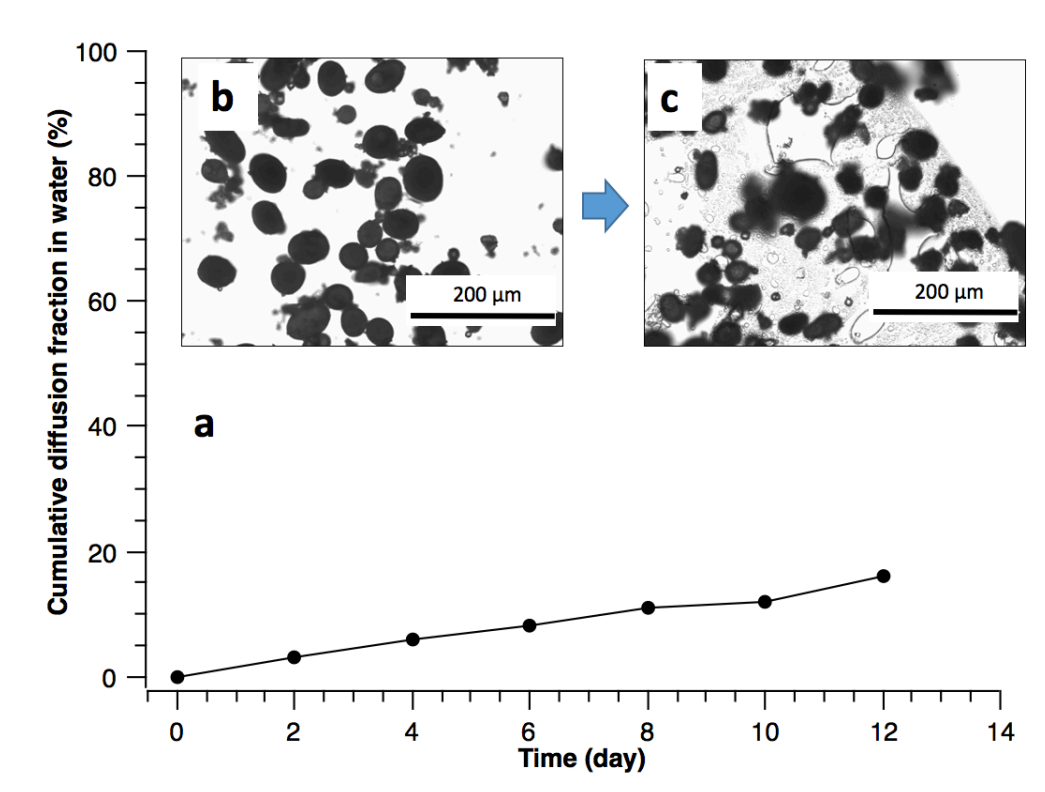 Cumulative diffusion fraction in water (%)
100
80
60
40
20
0
b
200 µm
c
200 µm
a
0 2 4 6 8 10 12 14
Time (day)